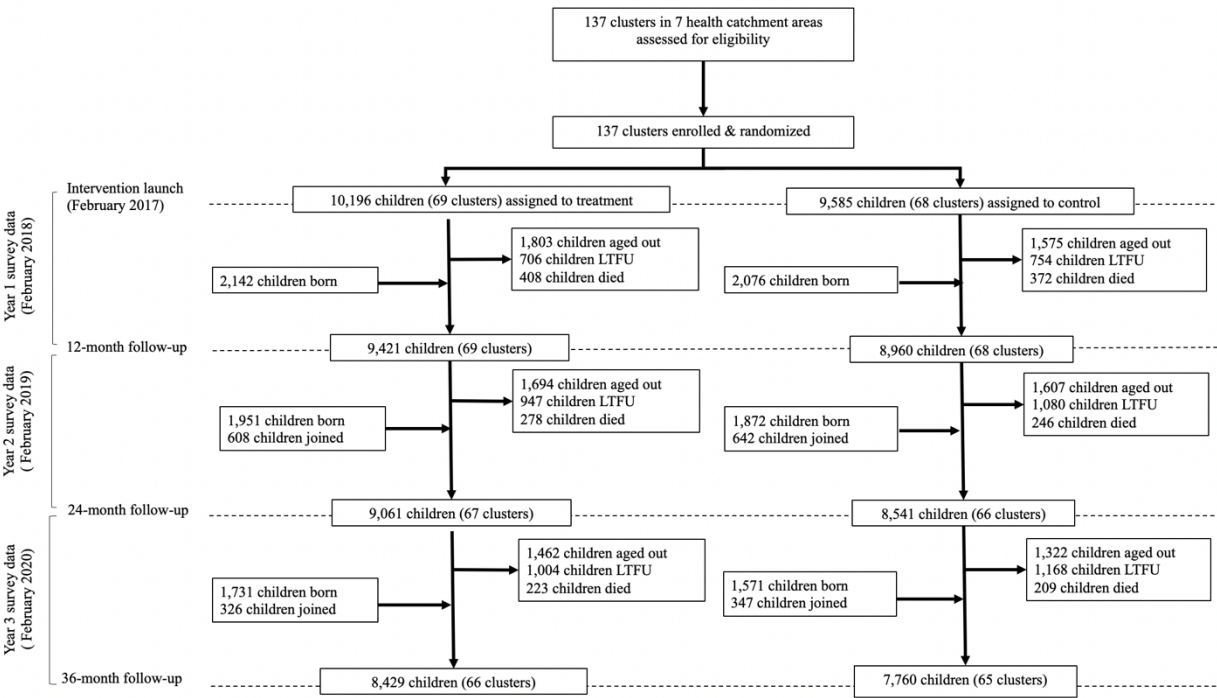 137 clusters in 7 health catchment areas
assessed for eligibility
137 clusters enrolled & randomized
Intervention launch
(February 2017)
10,196 children (69 clusters) assigned to treatment
9,585 children (68 clusters) assigned to control
Year 1 survey data
(February 2018)
1,803 children aged out
706 children LTFU
408 children died
2,142 children born
1,575 children aged out
754 children LTFU
372 children died
2,076 children born
12-month follow-up
9,421 children (69 clusters)
8,960 children (68 clusters)
Year 2 survey data
( February 2019)
1,694 children aged out
947 children LTFU
278 children died
1,951 children born
608 children joined
1,607 children aged out
1,080 children LTFU
246 children died
1,872 children born
642 children joined
24-month follow-up
9,061 children (67 clusters)
8,541 children (66 clusters)
Year 3 survey data
( February 2020)
1,462 children aged out
1,004 children LTFU
223 children died
1,731 children born
326 children joined
1,322 children aged out
1,168 children LTFU
209 children died
1,571 children born
347 children joined
36-month follow-up
8,429 children (66 clusters)
7,760 children (65 clusters)